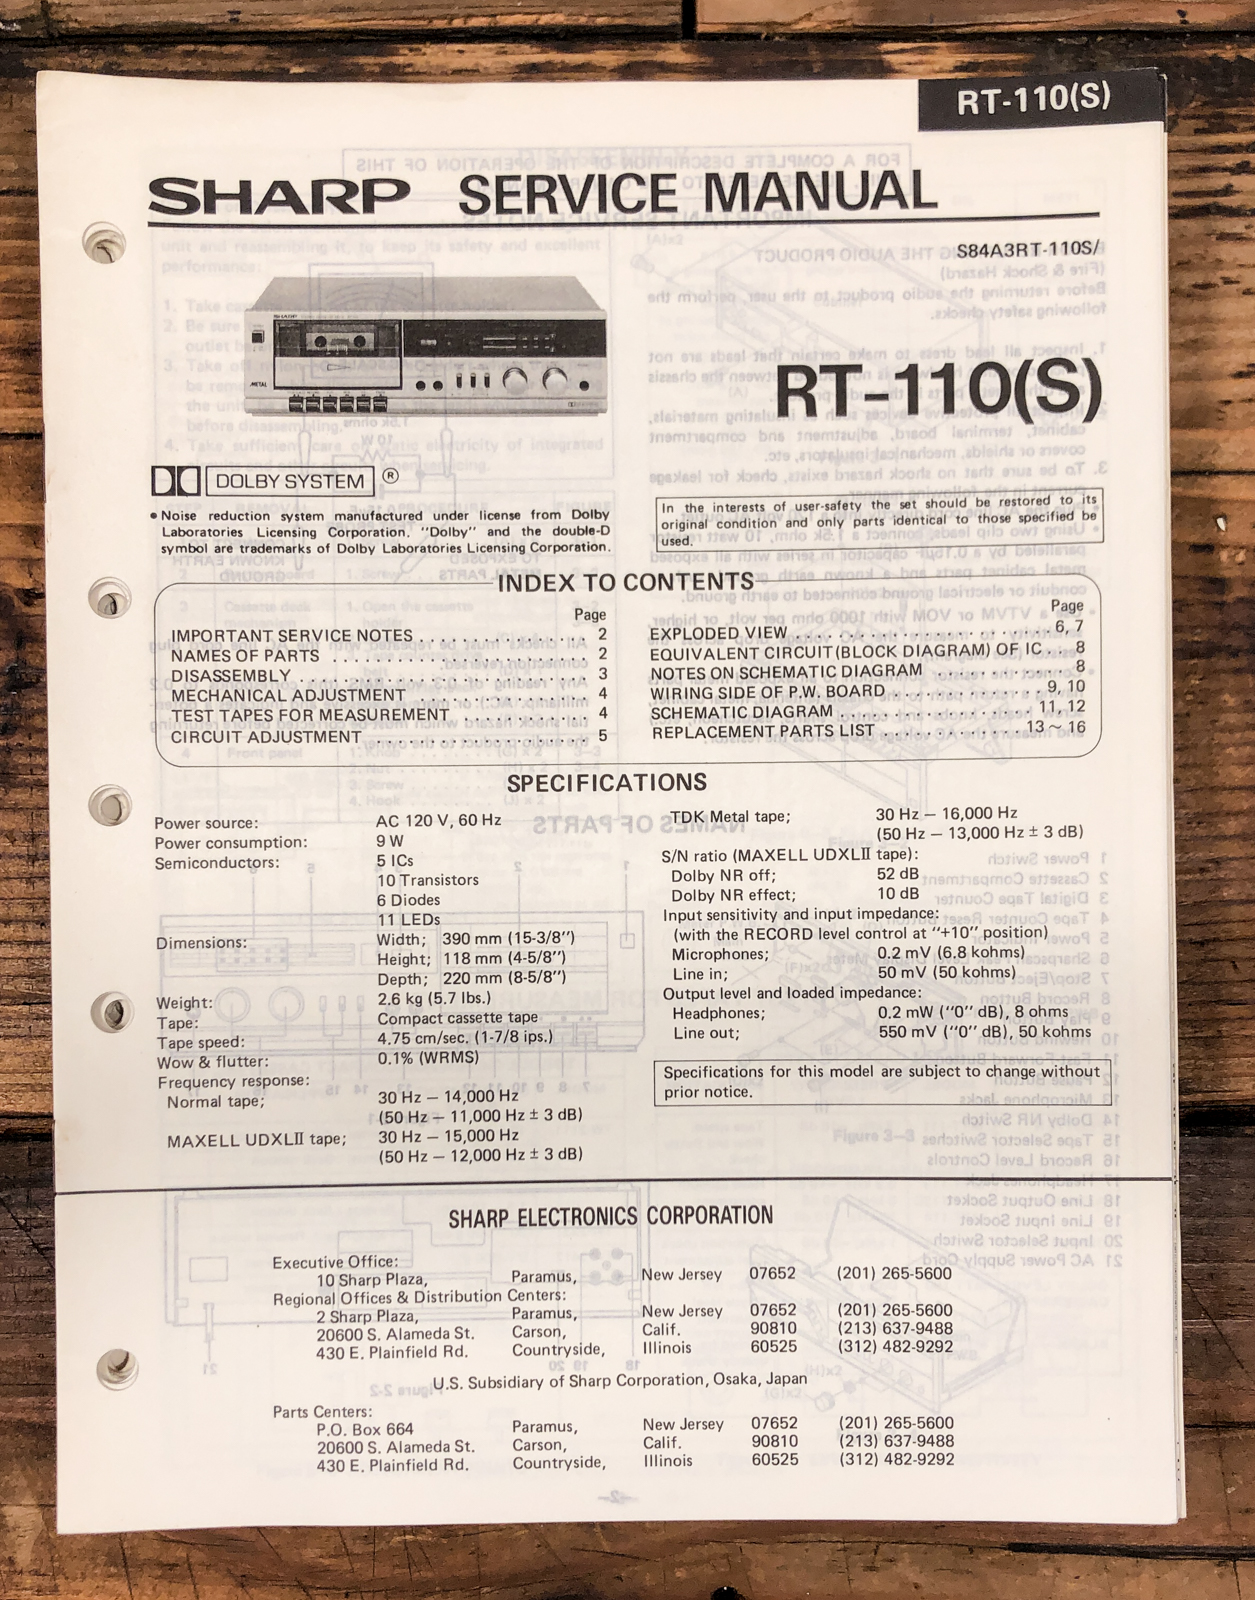 RT-110(S)
SHARP SERVICE MANUAL
S84A3RT-110S/
SHARP
METAL
RT-110(S)
DOLBY SYSTEM ®
• Noise reduction system manufactured under license from Dolby
Laboratories Licensing Corporation. "Dolby" and the double-D
symbol are trademarks of Dolby Laboratories Licensing Corporation.
In the interests of user-safety the set should be restored to its
original condition and only parts identical to those specified be
used.
INDEX TO CONTENTS
Page
IMPORTANT SERVICE NOTES . . . . . . . . . . . . . . . . 2
NAMES OF PARTS . . . . . . . . . . . . . . . . . . . . . . . 2
DISASSEMBLY . . . . . . . . . . . . . . . . . . . . . . . . . . 3
MECHANICAL ADJUSTMENT . . . . . . . . . . . . . . . . 4
TEST TAPES FOR MEASUREMENT . . . . . . . . . . . . 4
CIRCUIT ADJUSTMENT . . . . . . . . . . . . . . . . . . . . 5
Page
EXPLODED VIEW . . . . . . . . . . . . . . . . . . . . . . 6, 7
EQUIVALENT CIRCUIT (BLOCK DIAGRAM) OF IC . . . 8
NOTES ON SCHEMATIC DIAGRAM . . . . . . . . . . . . 8
WIRING SIDE OF P.W. BOARD . . . . . . . . . . . . . 9, 10
SCHEMATIC DIAGRAM . . . . . . . . . . . . . . . . . 11, 12
REPLACEMENT PARTS LIST . . . . . . . . . . . . . 13 ~ 16
SPECIFICATIONS
Power source: AC 120 V, 60 Hz
Power consumption: 9 W
Semiconductors: 5 ICs
10 Transistors
6 Diodes
11 LEDs
Dimensions: Width; 390 mm (15-3/8")
Height; 118 mm (4-5/8")
Depth; 220 mm (8-5/8")
Weight: 2.6 kg (5.7 lbs.)
Tape: Compact cassette tape
Tape speed: 4.75 cm/sec. (1-7/8 ips.)
Wow & flutter: 0.1% (WRMS)
Frequency response:
Normal tape; 30 Hz — 14,000 Hz
(50 Hz — 11,000 Hz ± 3 dB)
MAXELL UDXLII tape; 30 Hz — 15,000 Hz
(50 Hz — 12,000 Hz ± 3 dB)
TDK Metal tape; 30 Hz — 16,000 Hz
(50 Hz — 13,000 Hz ± 3 dB)
S/N ratio (MAXELL UDXLII tape):
Dolby NR off; 52 dB
Dolby NR effect; 10 dB
Input sensitivity and input impedance:
(with the RECORD level control at "+10" position)
Microphones; 0.2 mV (6.8 kohms)
Line in; 50 mV (50 kohms)
Output level and loaded impedance:
Headphones; 0.2 mW ("0" dB), 8 ohms
Line out; 550 mV ("0" dB), 50 kohms
Specifications for this model are subject to change without
prior notice.
SHARP ELECTRONICS CORPORATION
Executive Office:
10 Sharp Plaza, Paramus, New Jersey 07652 (201) 265-5600
Regional Offices & Distribution Centers:
2 Sharp Plaza, Paramus, New Jersey 07652 (201) 265-5600
20600 S. Alameda St. Carson, Calif. 90810 (213) 637-9488
430 E. Plainfield Rd. Countryside, Illinois 60525 (312) 482-9292
U.S. Subsidiary of Sharp Corporation, Osaka, Japan
Parts Centers:
P.O. Box 664 Paramus, New Jersey 07652 (201) 265-5600
20600 S. Alameda St. Carson, Calif. 90810 (213) 637-9488
430 E. Plainfield Rd. Countryside, Illinois 60525 (312) 482-9292